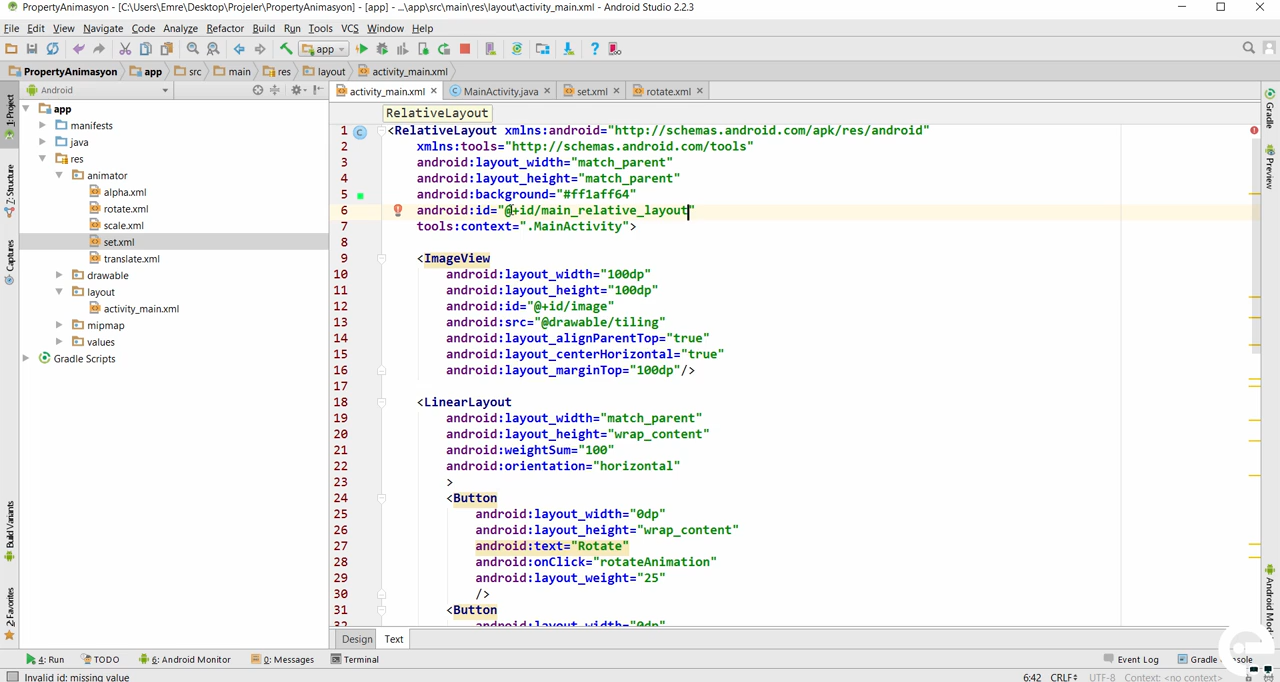 PropertyAnimasyon - [C:\Users\Emre\Desktop\Projeler\PropertyAnimasyon] - [app] - ...\app\src\main\res\layout\activity_main.xml - Android Studio 2.2.3
File Edit View Navigate Code Analyze Refactor Build Run Tools VCS Window Help
app
PropertyAnimasyon app src main res layout activity_main.xml
Android
activity_main.xml MainActivity.java set.xml rotate.xml
1: Project
Z: Structure
Captures
Build Variants
2: Favorites
app
manifests
java
res
animator
alpha.xml
rotate.xml
scale.xml
set.xml
translate.xml
drawable
layout
activity_main.xml
mipmap
values
Gradle Scripts
RelativeLayout
1 <RelativeLayout xmlns:android="http://schemas.android.com/apk/res/android"
2 xmlns:tools="http://schemas.android.com/tools"
3 android:layout_width="match_parent"
4 android:layout_height="match_parent"
5 android:background="#ff1aff64"
6 android:id="@+id/main_relative_layout"
7 tools:context=".MainActivity">
8
9 <ImageView
10 android:layout_width="100dp"
11 android:layout_height="100dp"
12 android:id="@+id/image"
13 android:src="@drawable/tiling"
14 android:layout_alignParentTop="true"
15 android:layout_centerHorizontal="true"
16 android:layout_marginTop="100dp"/>
17
18 <LinearLayout
19 android:layout_width="match_parent"
20 android:layout_height="wrap_content"
21 android:weightSum="100"
22 android:orientation="horizontal"
23 >
24 <Button
25 android:layout_width="0dp"
26 android:layout_height="wrap_content"
27 android:text="Rotate"
28 android:onClick="rotateAnimation"
29 android:layout_weight="25"
30 />
31 <Button
32 android:layout_width="0dp"
Gradle
Preview
Design Text
4: Run TODO 6: Android Monitor 0: Messages Terminal Event Log Gradle
Invalid id: missing value 6:42 CRLF UTF-8 Context: <no context>